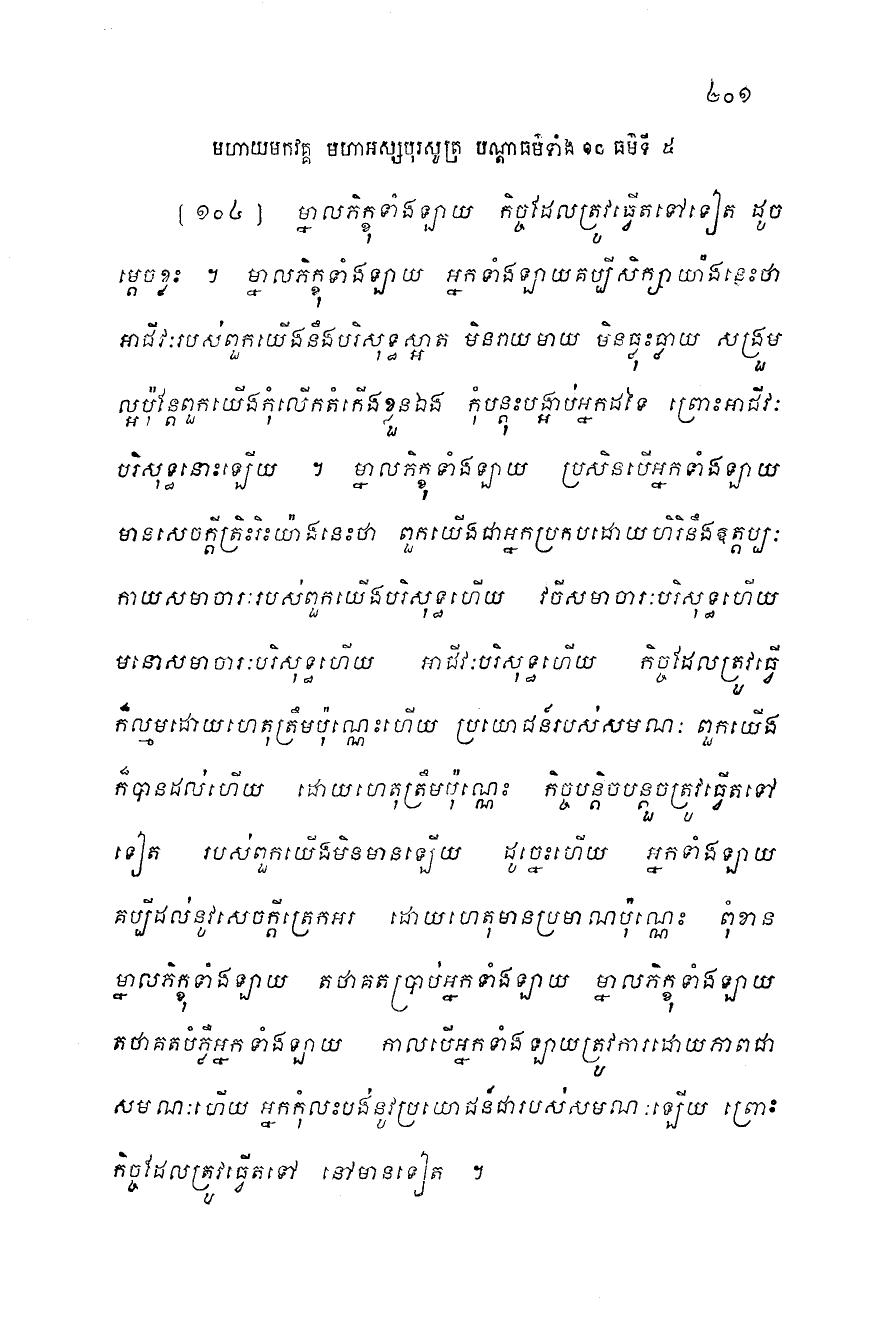 ៤០១
មហាយមកវគ្គ មហាអស្សបុរសូត្រ បណ្តាធម៌ទាំង ១០ ធម៌ទី ៥
[ ១០៤ ] ម្នាលភិក្ខុទាំងឡាយ កិច្ចដែលត្រូវធ្វើតទៅទៀត ដូច
ម្តេចខ្លះ ។ ម្នាលភិក្ខុទាំងឡាយ អ្នកទាំងឡាយគប្បីសិក្សាយ៉ាងនេះថា
អាជីវៈរបស់ពួកយើងនឹងបរិសុទ្ធស្អាត មិនរាយមាយ មិនធ្លុះធ្លាយ សង្រួម
ល្អប៉ុន្តែពួកយើងកុំលើកតំកើងខ្លួនឯង កុំបន្តុះបង្អាប់អ្នកដទៃ ព្រោះអាជីវៈ
បរិសុទ្ធនោះឡើយ ។ ម្នាលភិក្ខុទាំងឡាយ ប្រសិនបើអ្នកទាំងឡាយ
មានសេចក្តីត្រិះរិះយ៉ាងនេះថា ពួកយើងជាអ្នកប្រកបដោយហិរិនឹងឱត្តប្បៈ
កាយសមាចារៈរបស់ពួកយើងបរិសុទ្ធហើយ វចីសមាចារៈបរិសុទ្ធហើយ
មនោសមាចារៈបរិសុទ្ធហើយ អាជីវៈបរិសុទ្ធហើយ កិច្ចដែលត្រូវធ្វើ
ក៏ល្មមដោយហេតុត្រឹមប៉ុណ្ណេះហើយ ប្រយោជន៍របស់សមណៈ ពួកយើង
ក៏បានដល់ហើយ ដោយហេតុត្រឹមប៉ុណ្ណេះ កិច្ចបន្តិចបន្តួចត្រូវធ្វើតទៅ
ទៀត របស់ពួកយើងមិនមានឡើយ ដូច្នេះហើយ អ្នកទាំងឡាយ
គប្បីដល់នូវសេចក្តីត្រេកអរ ដោយហេតុមានប្រមាណប៉ុណ្ណេះ ពុំខាន
ម្នាលភិក្ខុទាំងឡាយ តថាគតប្រាប់អ្នកទាំងឡាយ ម្នាលភិក្ខុទាំងឡាយ
តថាគតបំភ្លឺអ្នកទាំងឡាយ កាលបើអ្នកទាំងឡាយត្រូវការដោយភាពជា
សមណៈហើយ អ្នកកុំលះបង់នូវប្រយោជន៍ជារបស់សមណៈឡើយ ព្រោះ
កិច្ចដែលត្រូវធ្វើតទៅ នៅមានទៀត ។